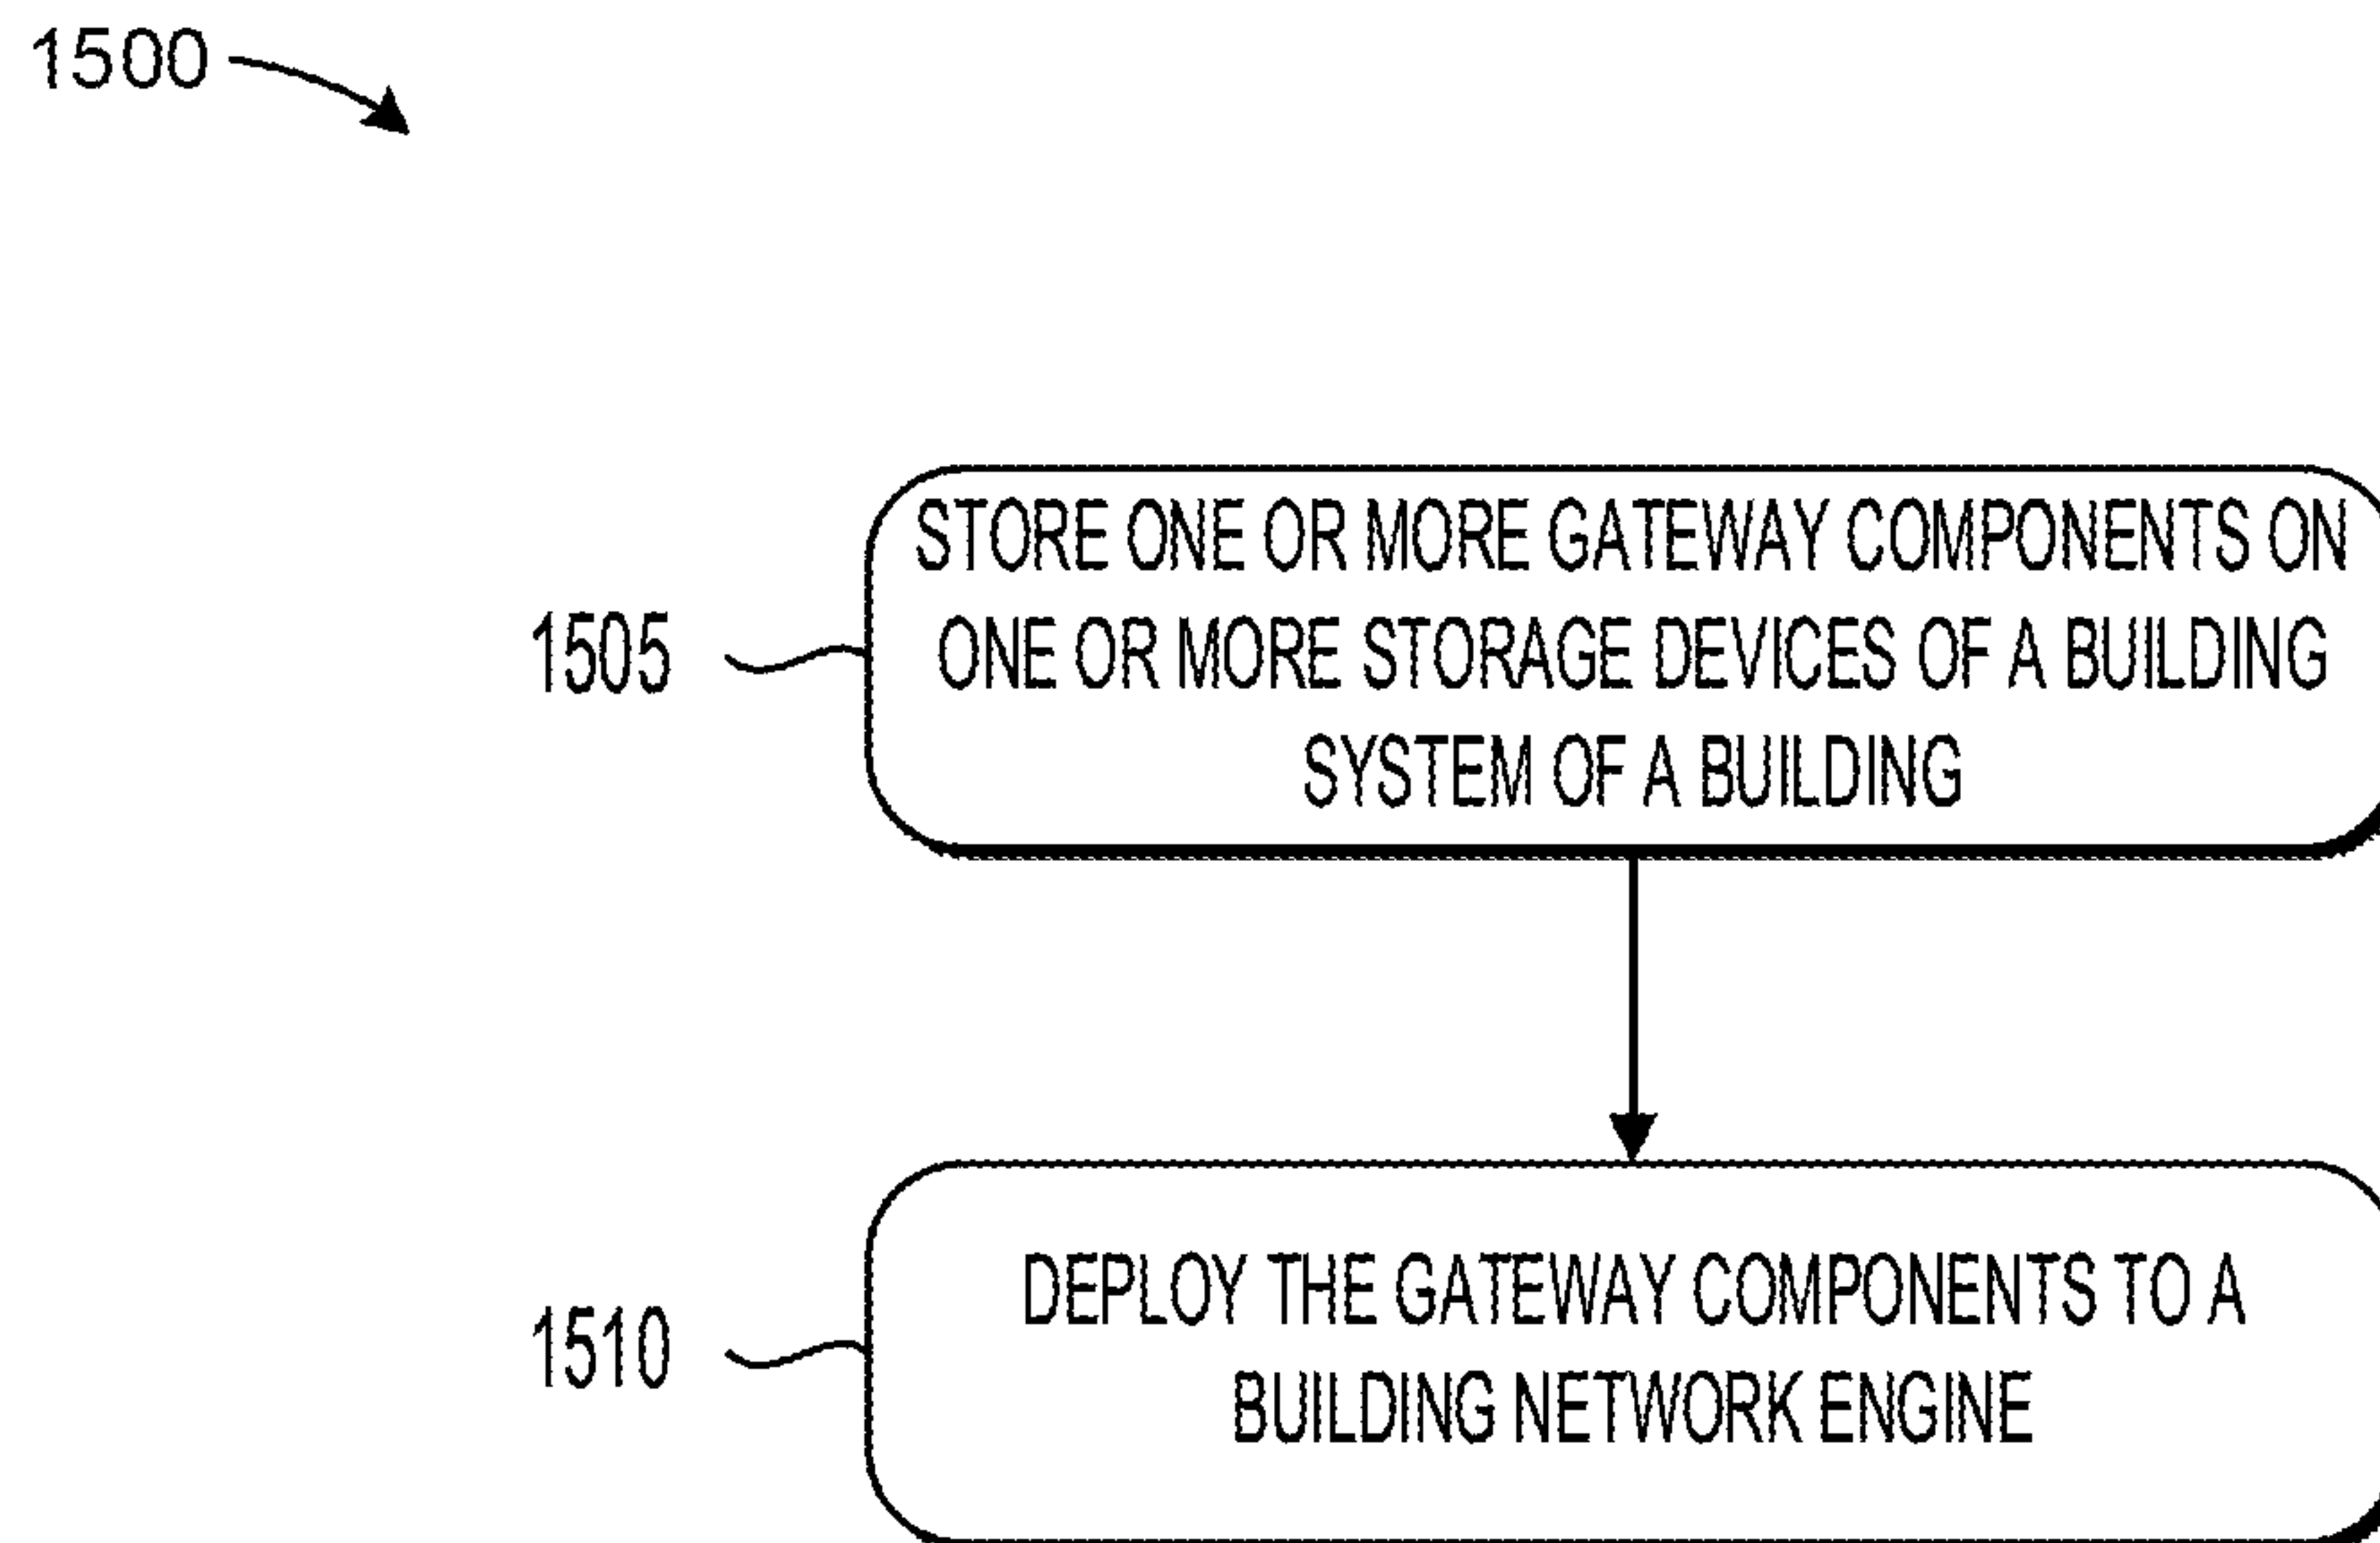 1500
STORE ONE OR MORE GATEWAY COMPONENTS ON
ONE OR MORE STORAGE DEVICES OF A BUILDING
SYSTEM OF A BUILDING
1505
DEPLOY THE GATEWAY COMPONENTS TO A
BUILDING NETWORK ENGINE
1510